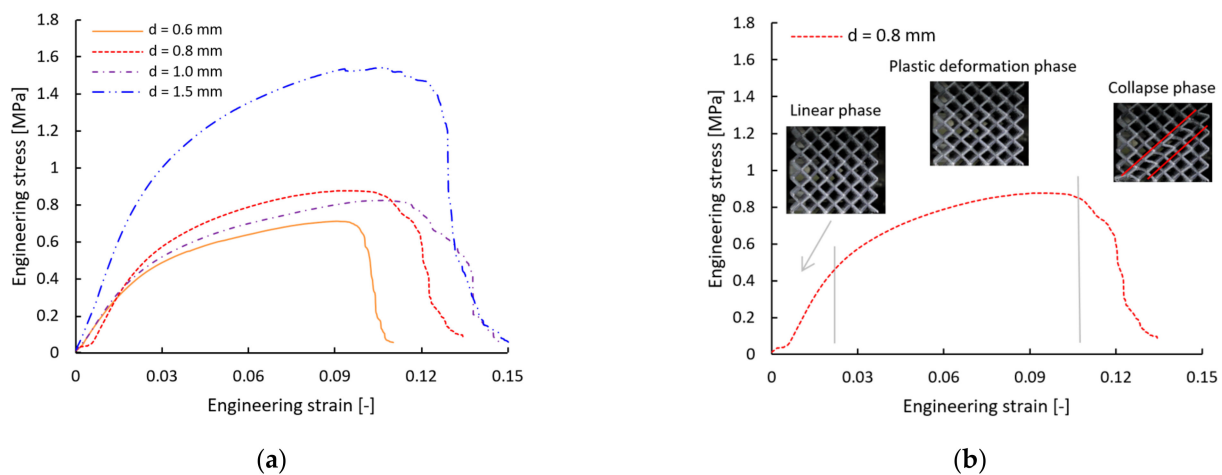 1.8
1.6
1.4
1.2
1
0.8
0.6
0.4
0.2
0
Engineering stress [MPa]
d = 0.6 mm
d = 0.8 mm
d = 1.0 mm
d = 1.5 mm
0
0.03
0.06
0.09
0.12
0.15
Engineering strain [-]
(a)
1.8
1.6
1.4
1.2
1
0.8
0.6
0.4
0.2
0
Engineering stress [MPa]
d = 0.8 mm
Plastic deformation phase
Linear phase
Collapse phase
0
0.03
0.06
0.09
0.12
0.15
Engineering strain [-]
(b)